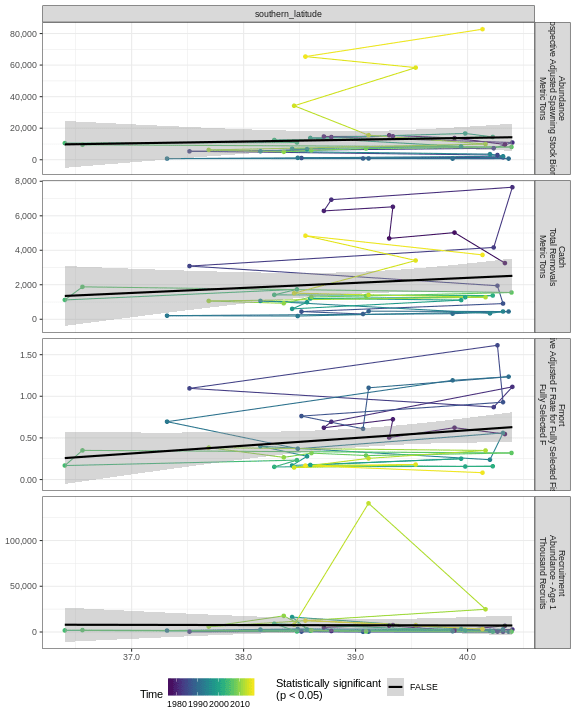 southern_latitude
80,000
60,000
40,000
20,000
0
Abundance
Adjusted Spawning Stock
Metric Tons
8,000
6,000
4,000
2,000
0
Catch
Total Removals
Metric Tons
1.50
1.00
0.50
0.00
Fmort
Adjusted F Rate for Fully Selected
Fully Selected F
100,000
50,000
0
Recruitment
Abundance - Age 1
Thousand Recruits
37.0 38.0 39.0 40.0
Time
1980 1990 2000 2010
Statistically significant
(p < 0.05)
FALSE